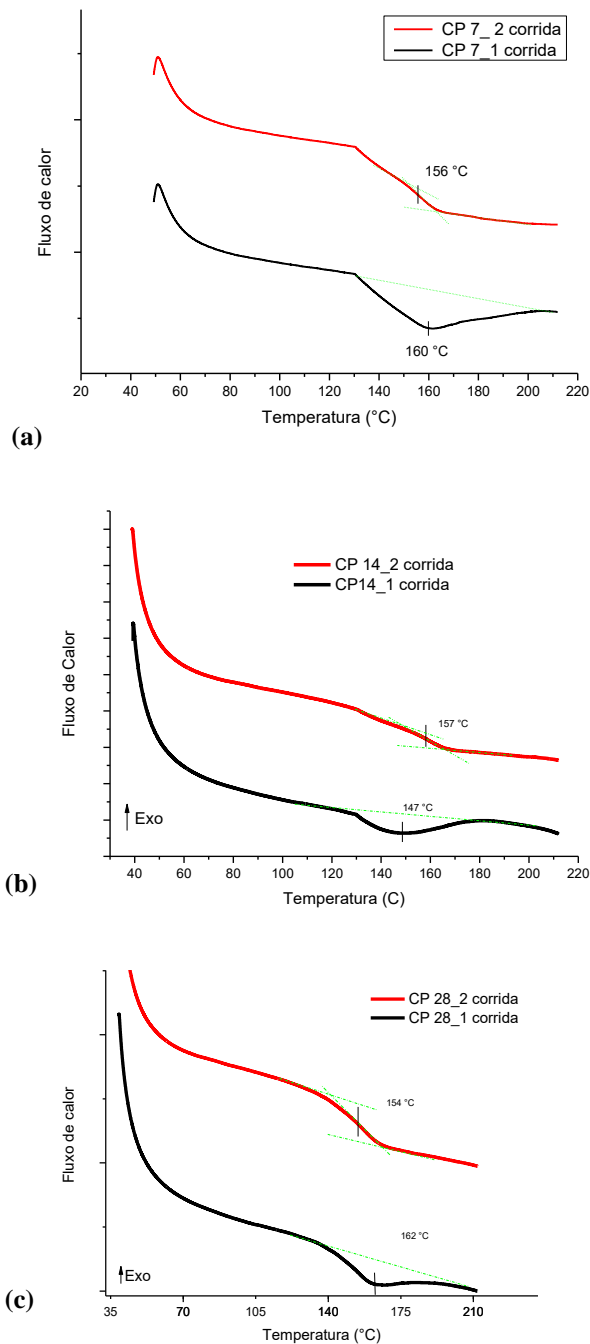 CP 7_ 2 corrida
CP 7_1 corrida
156 °C
Fluxo de calor
160 °C
20 40 60 80 100 120 140 160 180 200 220
Temperatura (°C)
(a)
CP 14_2 corrida
CP14_1 corrida
Fluxo de Calor
157 °C
147 °C
Exo
40 60 80 100 120 140 160 180 200 220
Temperatura (C)
(b)
CP 28_2 corrida
CP 28_1 corrida
Fluxo de calor
154 °C
162 °C
Exo
(c)
35 70 105 140 175 210
Temperatura (°C)